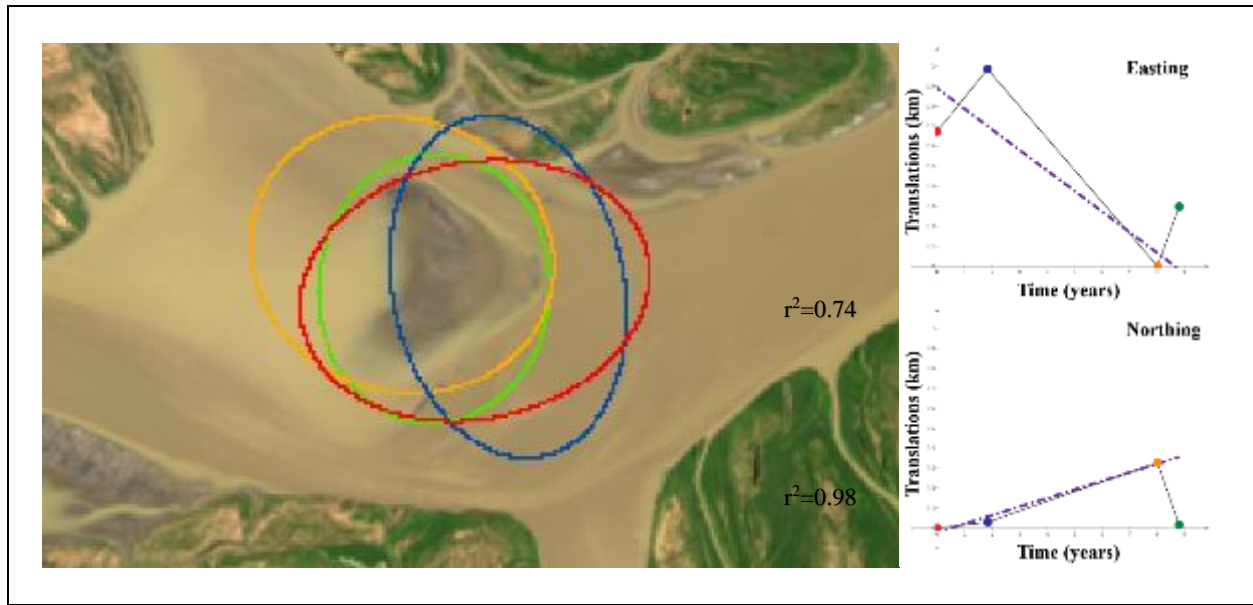 Easting
Translations (km)
Time (years)
r²=0.74
Northing
Translations (km)
Time (years)
r²=0.98